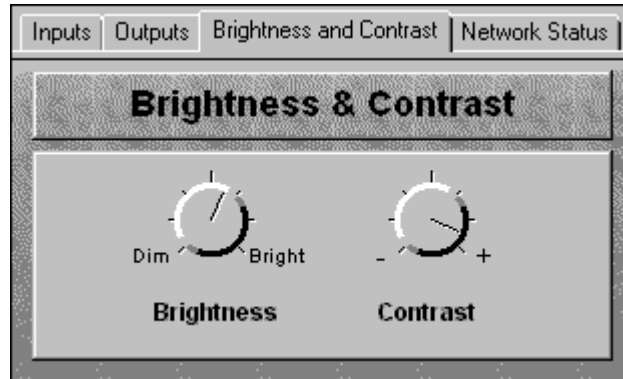 Inputs Outputs Brightness and Contrast Network Status
Brightness & Contrast
Dim Bright - +
Brightness Contrast